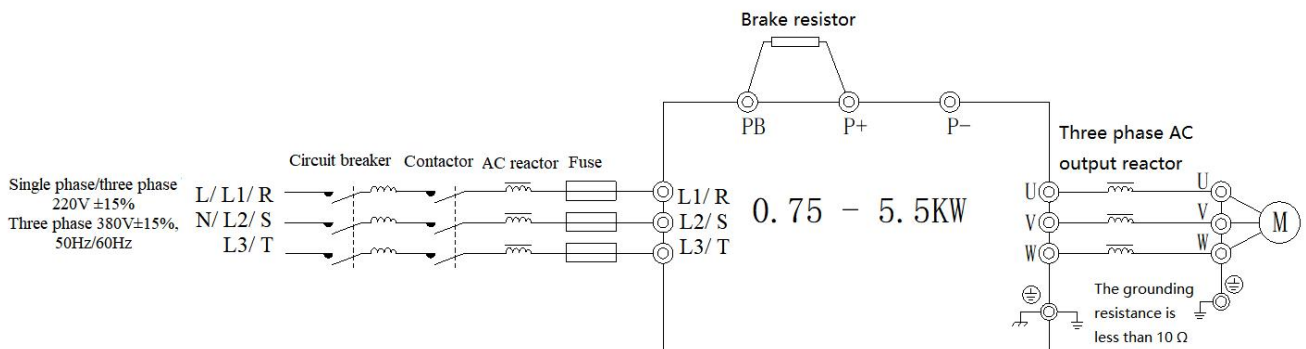 Brake resistor
PB
P+
P-
Three phase AC
output reactor
Circuit breaker
Contactor
AC reactor
Fuse
Single phase/three phase
220V ±15%
Three phase 380V±15%,
50Hz/60Hz
L/ L1/ R
N/ L2/ S
L3/ T
L1/ R
L2/ S
L3/ T
0.75 - 5.5KW
U
V
W
U
V
W
M
The grounding
resistance is
less than 10 Ω